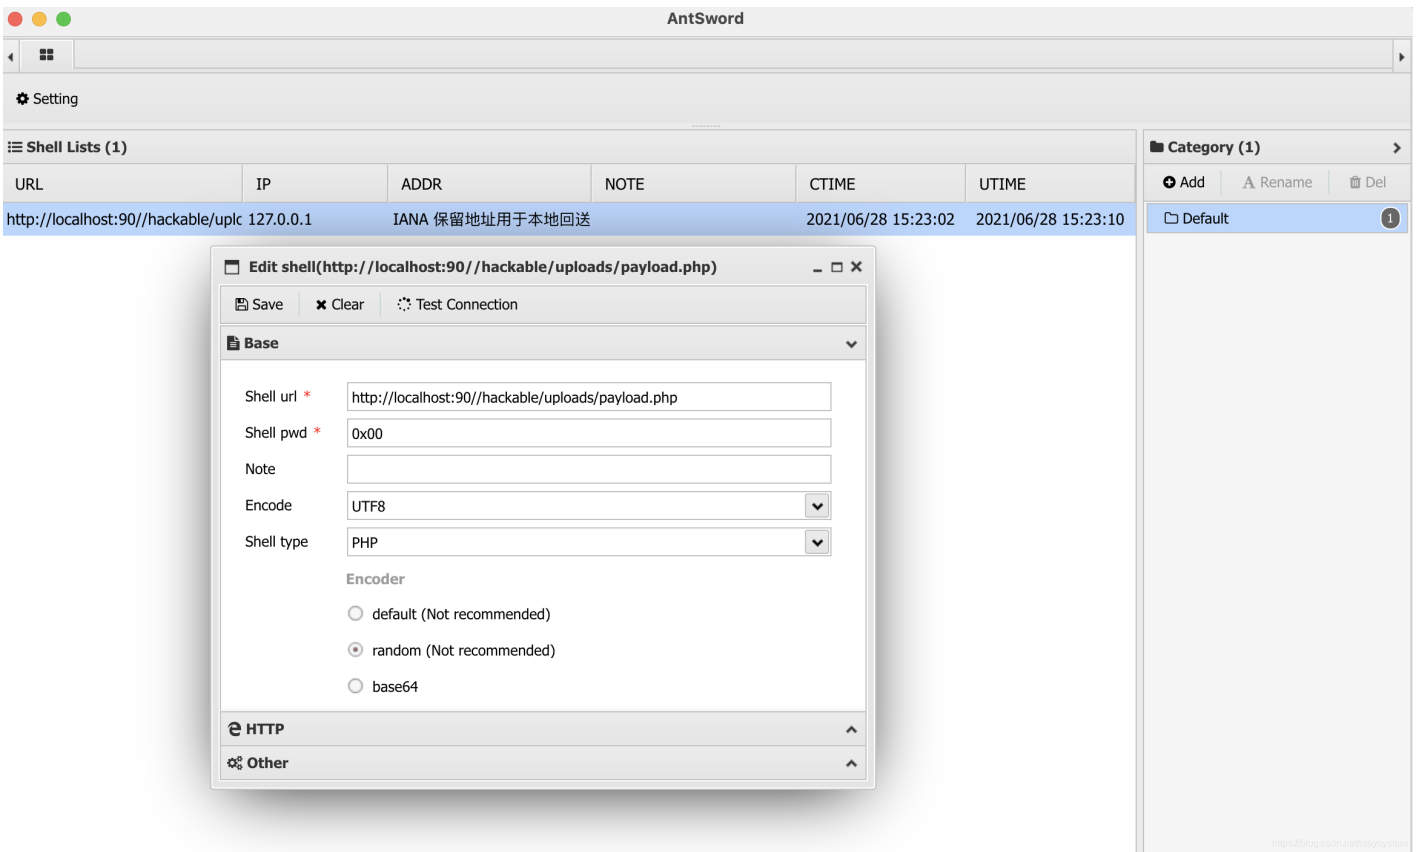 AntSword
Setting
Shell Lists (1)
Category (1)
URL IP ADDR NOTE CTIME UTIME
Add Rename Del
http://localhost:90//hackable/uplc 127.0.0.1 IANA 保留地址用于本地回送 2021/06/28 15:23:02 2021/06/28 15:23:10
Default 1
Edit shell(http://localhost:90//hackable/uploads/payload.php)
Save Clear Test Connection
Base
Shell url * http://localhost:90//hackable/uploads/payload.php
Shell pwd * 0x00
Note
Encode UTF8
Shell type PHP
Encoder
default (Not recommended)
random (Not recommended)
base64
HTTP
Other